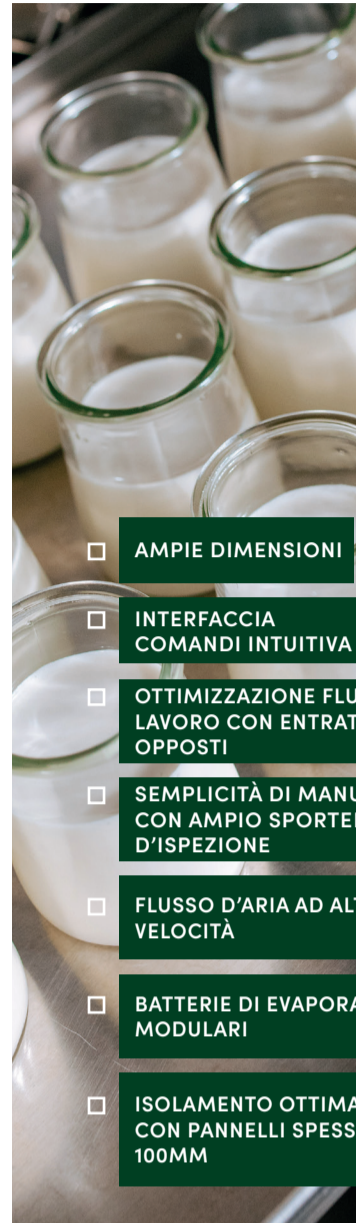 AMPIE DIMENSIONI
INTERFACCIA
COMANDI INTUITIVA
OTTIMIZZAZIONE
LAVORO CON
OPPOSTI
SEMPLICITÀ DI
CON AMPIO
D'ISPEZIONE
FLUSSO D'ARIA AD
VELOCITÀ
BATTERIE DI
MODULARI
ISOLAMENTO
CON PANNELLI
100MM